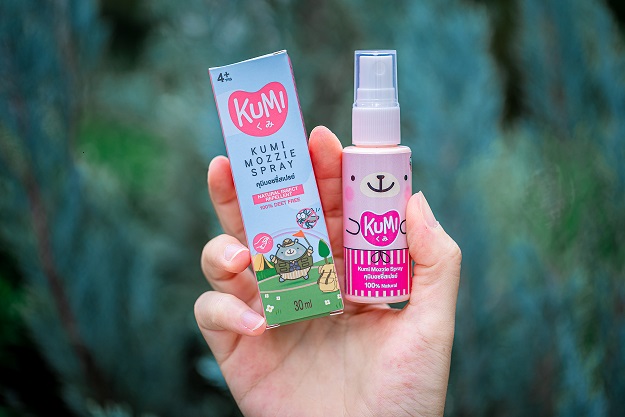 4+
KUMI
くみ
KUMI
MOZZIE
SPRAY
คุมิมอซซี่สเปรย์
NATURAL INSECT
REPELLENT
100% DEET FREE
30 ml
KUMI
くみ
Kumi Mozzie Spray
คุมิมอซซี่สเปรย์
100% Natural